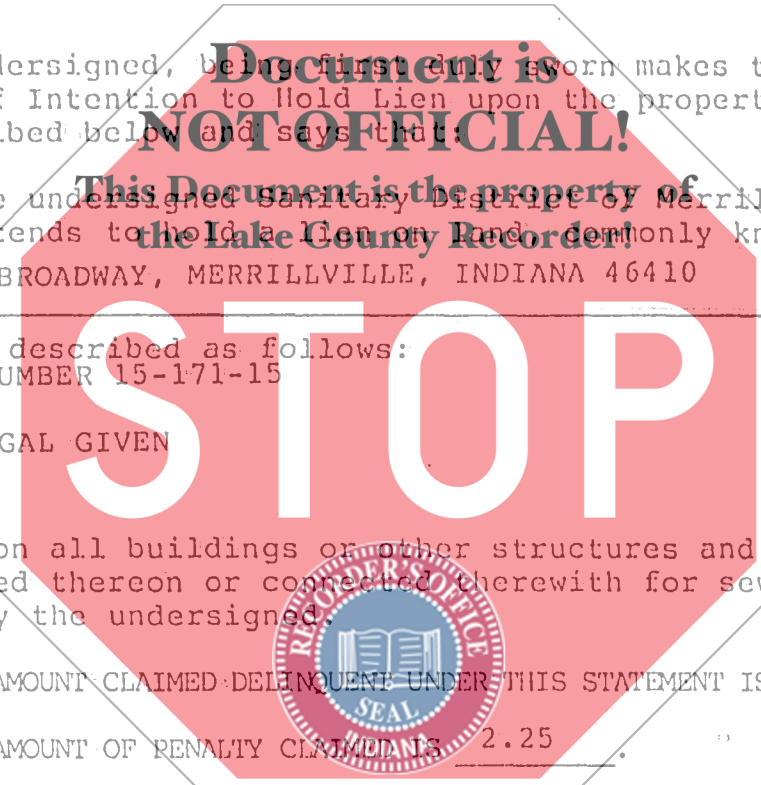 dersigned, being first duly sworn makes t
f Intention to Hold Lien upon the propert
ibed below and says that:
e undersigned Sanitary District of Merril
tends to hold a lien on land, commonly kn
BROADWAY, MERRILLVILLE, INDIANA 46410
described as follows:
UMBER 15-171-15
GAL GIVEN
on all buildings or other structures and
ed thereon or connected therewith for sew
y the undersigned.
AMOUNT CLAIMED DELINQUENT UNDER THIS STATEMENT IS
AMOUNT OF PENALTY CLAIMED IS 2.25 .
Document is
NOT OFFICIAL!
This Document is the property of
the Lake County Recorder!
STOP
RECORDER'S OFFICE
SEAL
INDIANA